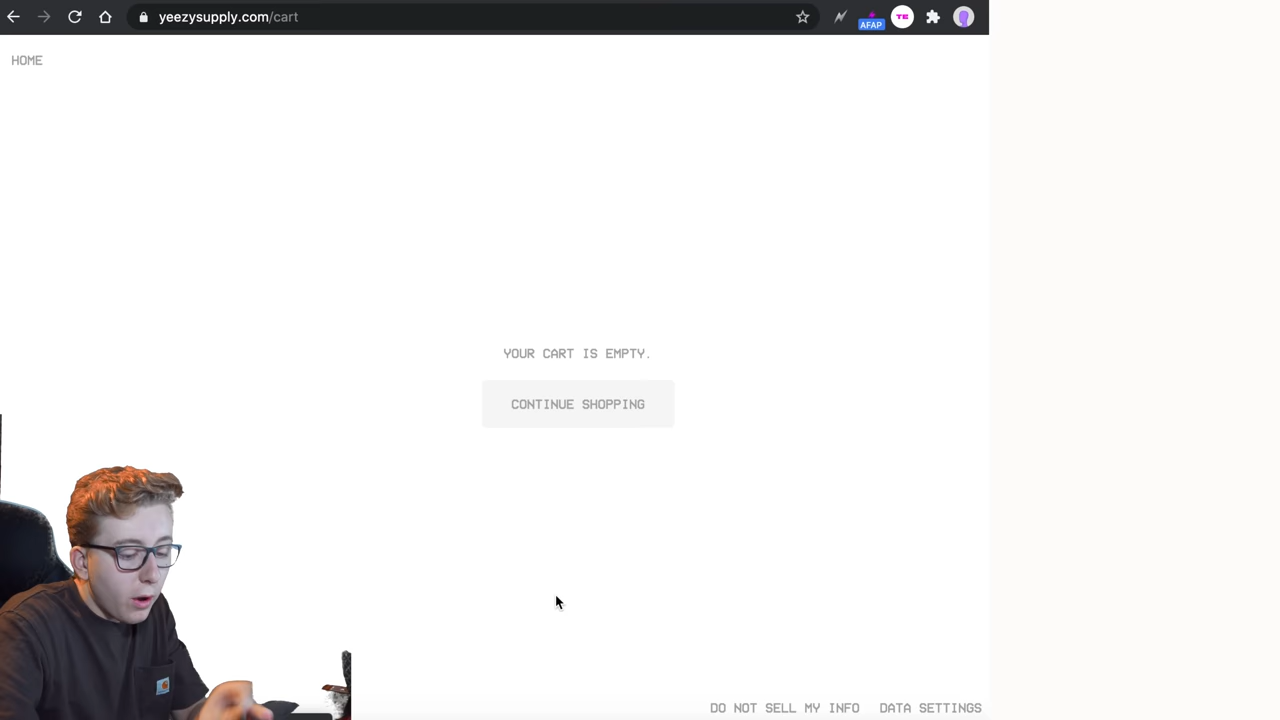 yeezysupply.com/cart
AFAP
TE
HOME
YOUR CART IS EMPTY.
CONTINUE SHOPPING
DO NOT SELL MY INFO DATA SETTINGS